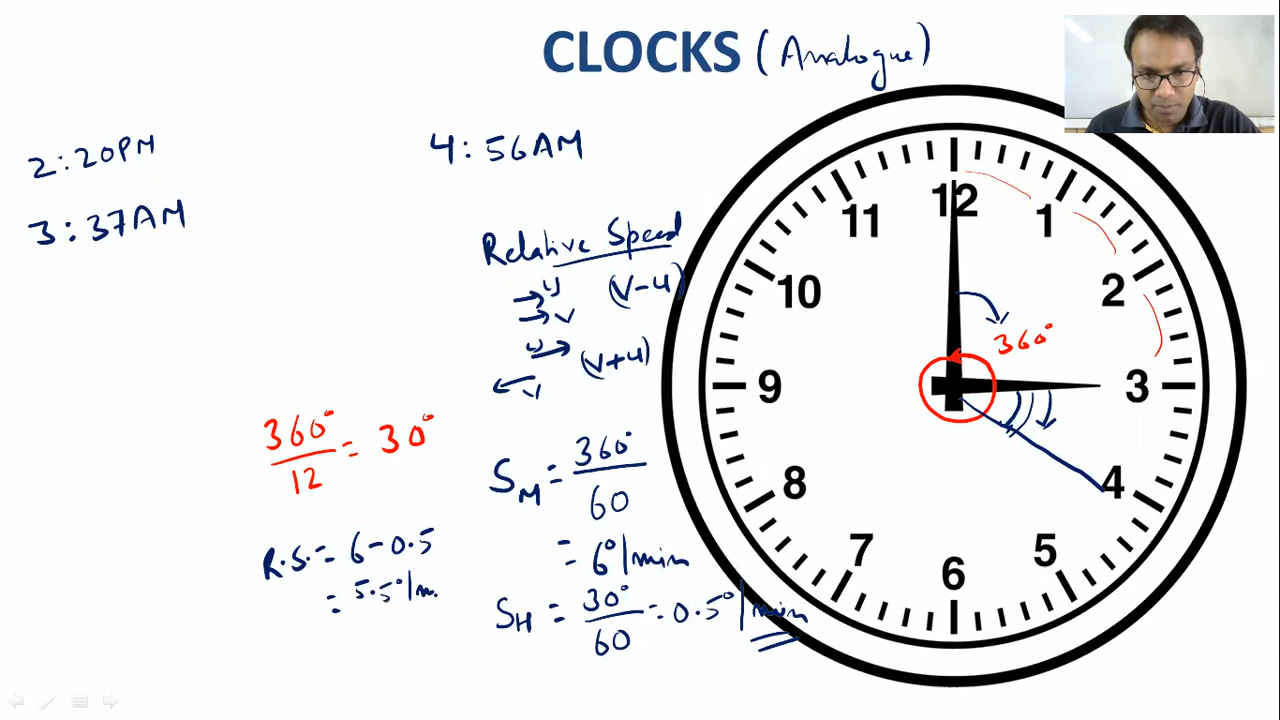 CLOCKS (Analogue)
2:20PM
3:37AM
4:56AM
Relative Speed
u
v
(v-u)
u
v
(v+u)
360°/12 = 30°
S_M = 360°/60
= 6°/min
S_H = 30°/60 = 0.5°/min
R.S. = 6-0.5
= 5.5°/m.
360°
12
1
2
3
4
5
6
7
8
9
10
11